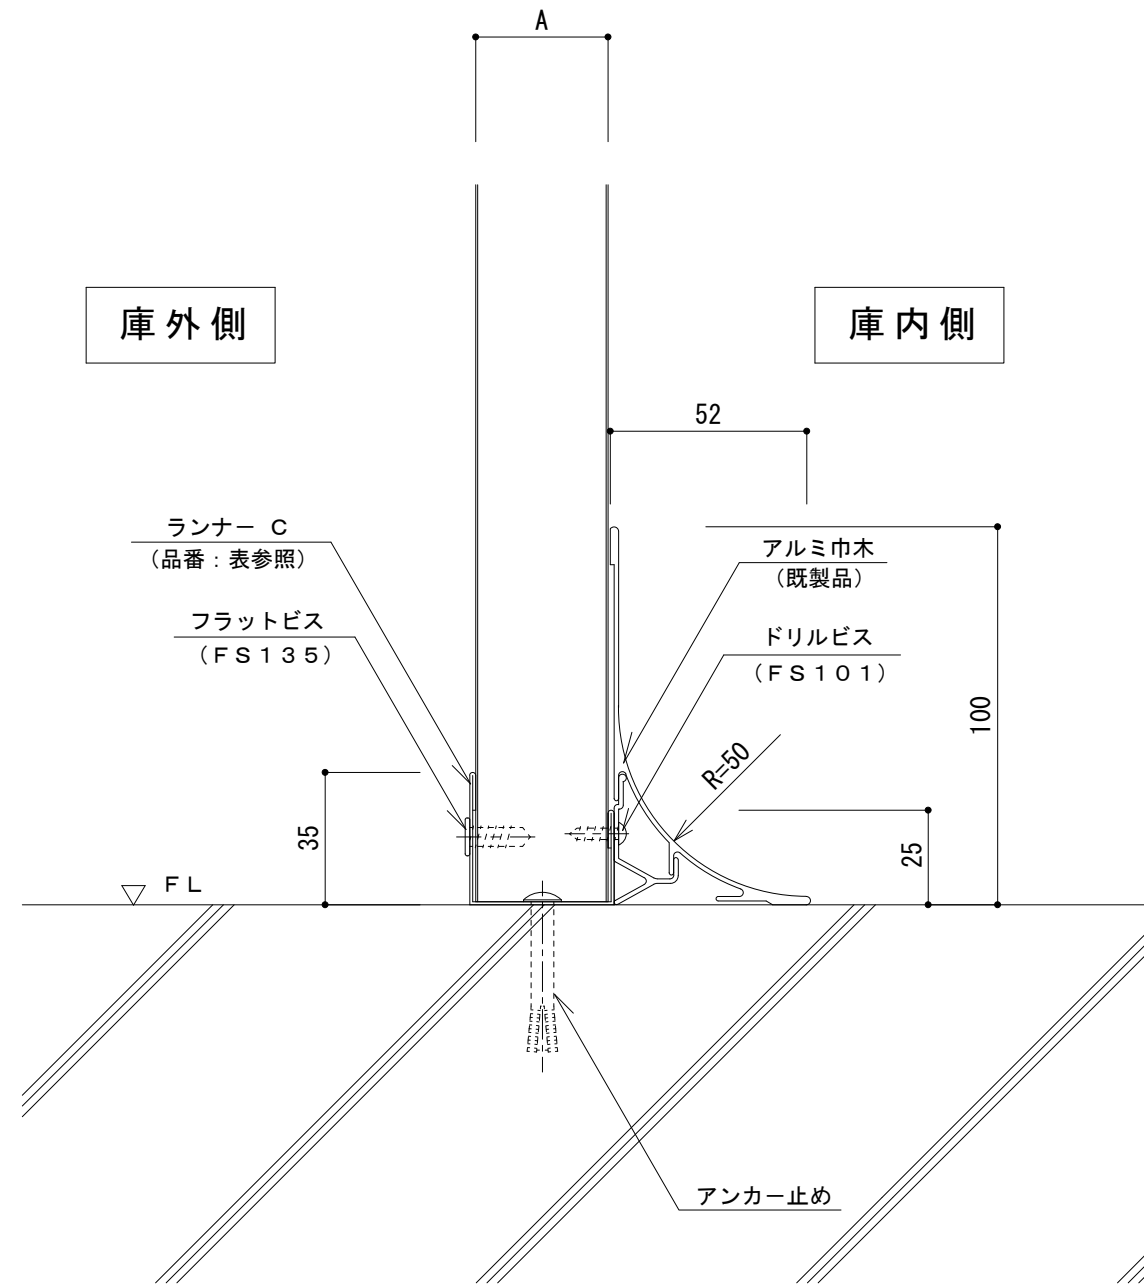 A
庫外側
庫内側
52
ランナー C
(品番：表参照)
アルミ巾木
(既製品)
フラットビス
(FS135)
ドリルビス
(FS101)
100
R=50
35
25
FL
アンカー止め